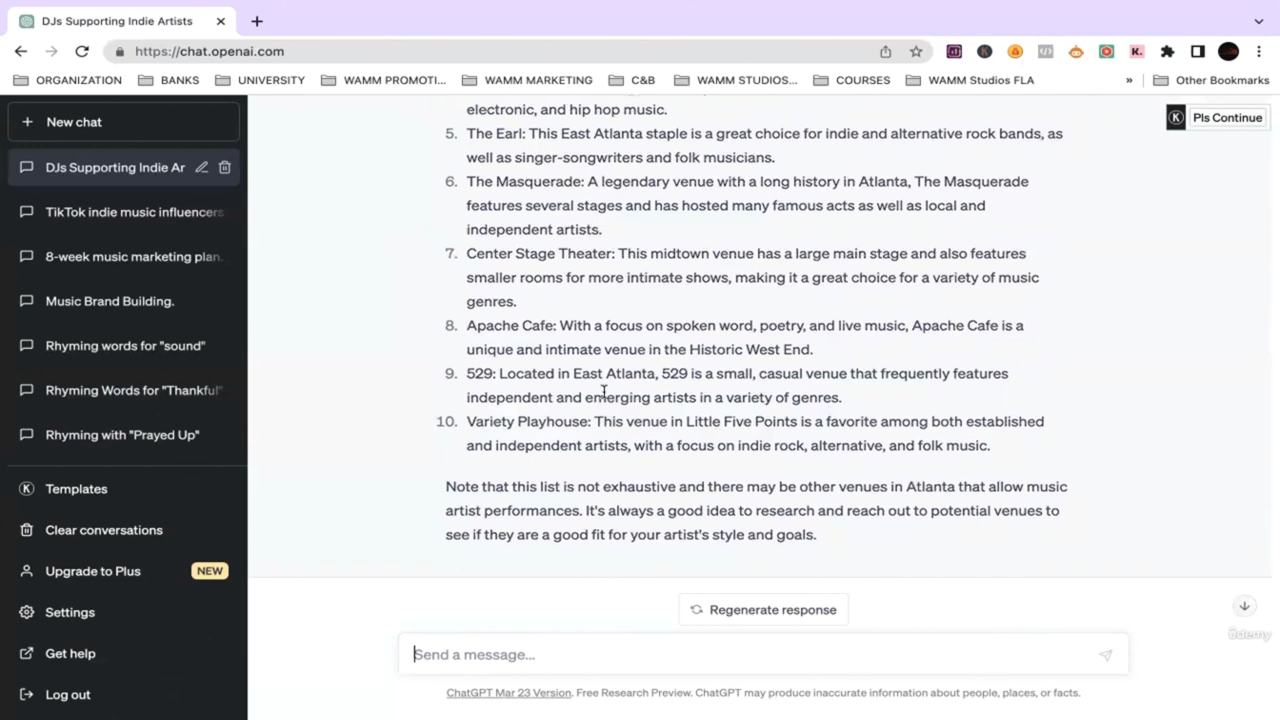 DJs Supporting Indie Artists
https://chat.openai.com
ORGANIZATION BANKS UNIVERSITY WAMM PROMOTI... WAMM MARKETING C&B WAMM STUDIOS... COURSES WAMM Studios FLA » Other Bookmarks
New chat
DJs Supporting Indie Ar
TikTok indie music influencers
8-week music marketing plan.
Music Brand Building.
Rhyming words for "sound"
Rhyming Words for "Thankful"
Rhyming with "Prayed Up"
Templates
Clear conversations
Upgrade to Plus NEW
Settings
Get help
Log out
Pls Continue
electronic, and hip hop music.
5. The Earl: This East Atlanta staple is a great choice for indie and alternative rock bands, as
well as singer-songwriters and folk musicians.
6. The Masquerade: A legendary venue with a long history in Atlanta, The Masquerade
features several stages and has hosted many famous acts as well as local and
independent artists.
7. Center Stage Theater: This midtown venue has a large main stage and also features
smaller rooms for more intimate shows, making it a great choice for a variety of music
genres.
8. Apache Cafe: With a focus on spoken word, poetry, and live music, Apache Cafe is a
unique and intimate venue in the Historic West End.
9. 529: Located in East Atlanta, 529 is a small, casual venue that frequently features
independent and emerging artists in a variety of genres.
10. Variety Playhouse: This venue in Little Five Points is a favorite among both established
and independent artists, with a focus on indie rock, alternative, and folk music.
Note that this list is not exhaustive and there may be other venues in Atlanta that allow music
artist performances. It's always a good idea to research and reach out to potential venues to
see if they are a good fit for your artist's style and goals.
Regenerate response
Send a message...
ChatGPT Mar 23 Version. Free Research Preview. ChatGPT may produce inaccurate information about people, places, or facts.
ûdemy